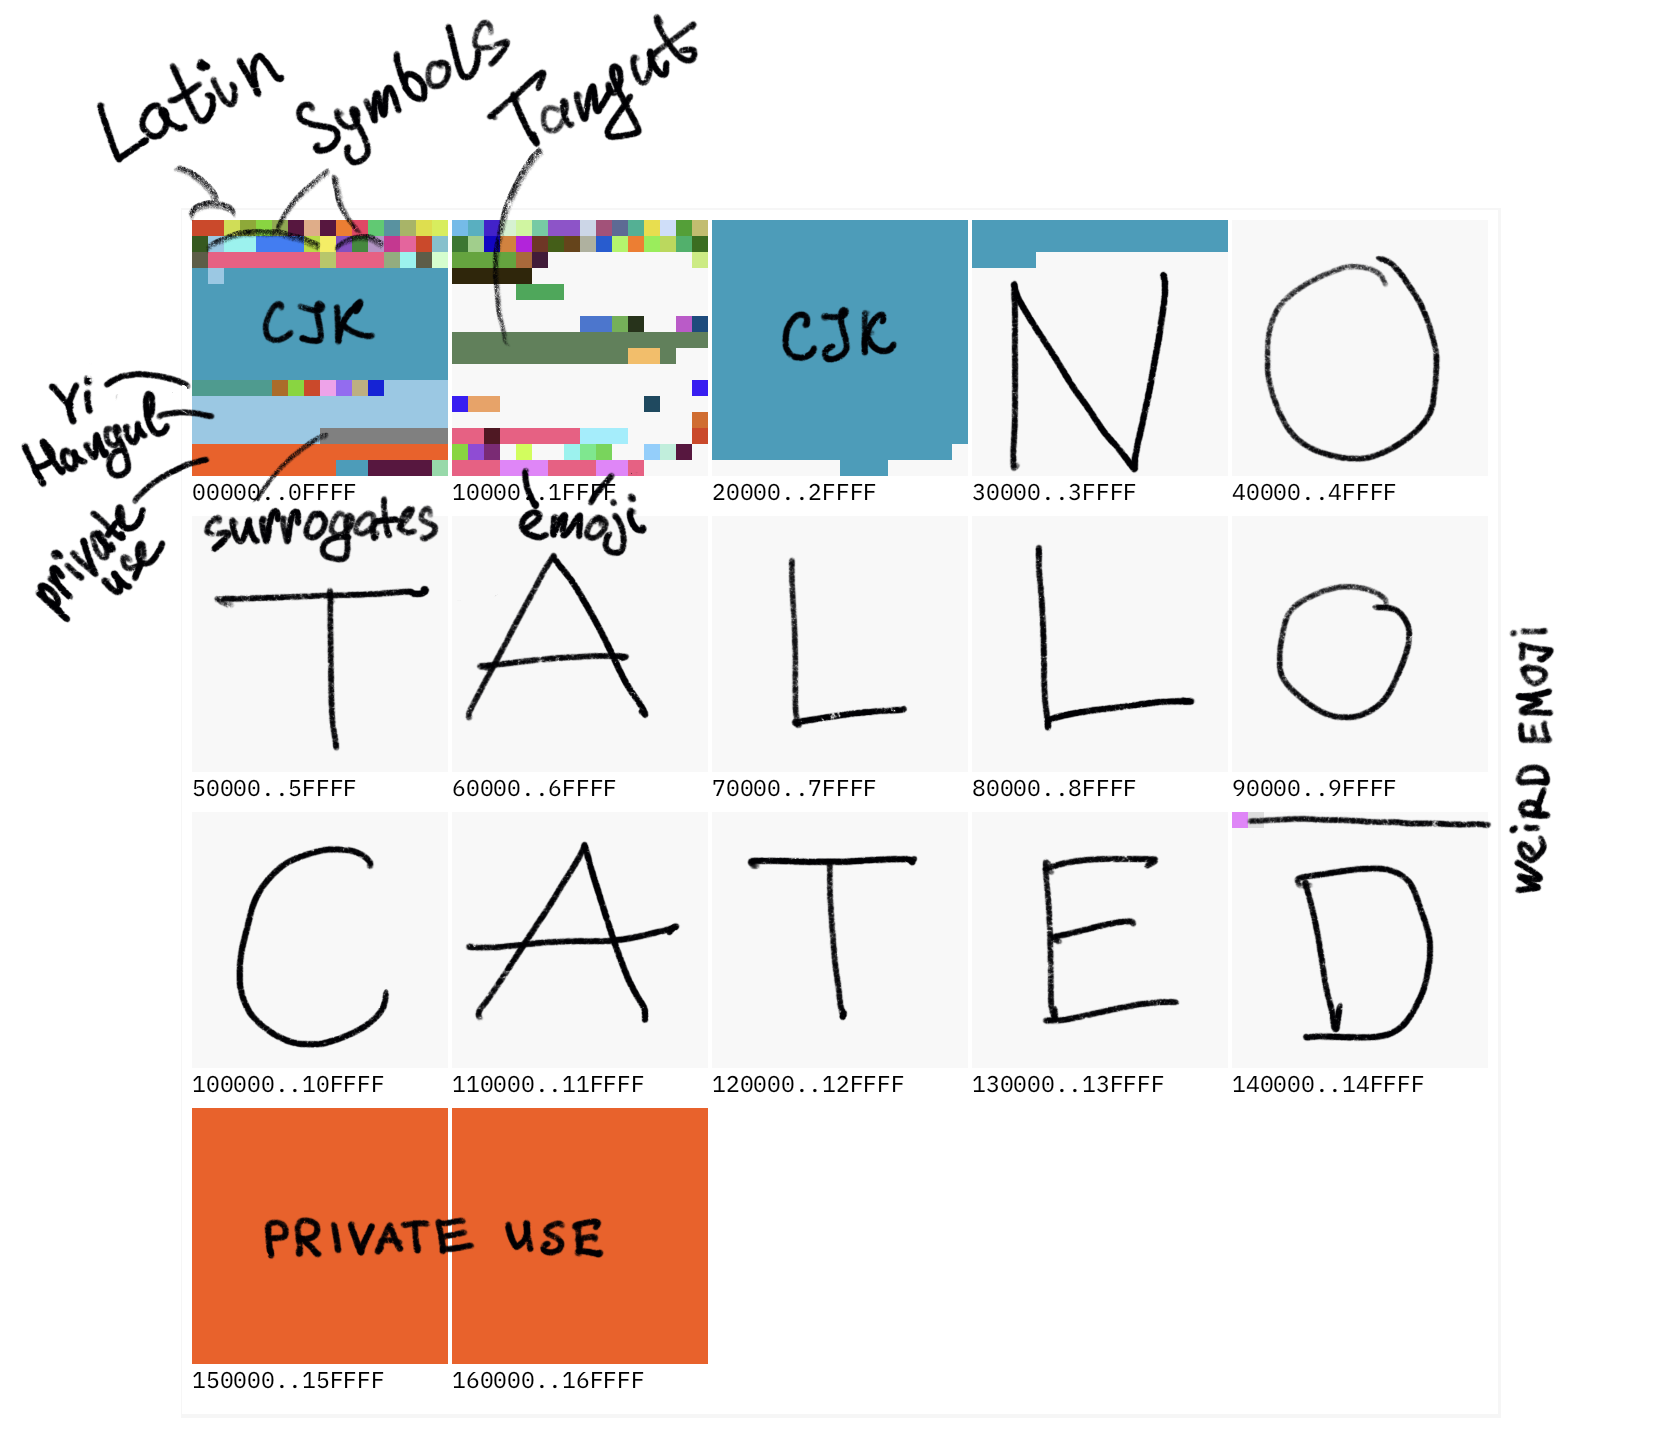 Latin
Symbols
Tangut
CJK
CJK
N
O
Yi
Hangul
private
use
00000..0FFFF
10000..1FFFF
20000..2FFFF
30000..3FFFF
40000..4FFFF
surrogates
emoji
T
A
L
L
O
WEiRD EMOJI
50000..5FFFF
60000..6FFFF
70000..7FFFF
80000..8FFFF
90000..9FFFF
C
A
T
E
D
100000..10FFFF
110000..11FFFF
120000..12FFFF
130000..13FFFF
140000..14FFFF
PRIVATE USE
150000..15FFFF
160000..16FFFF